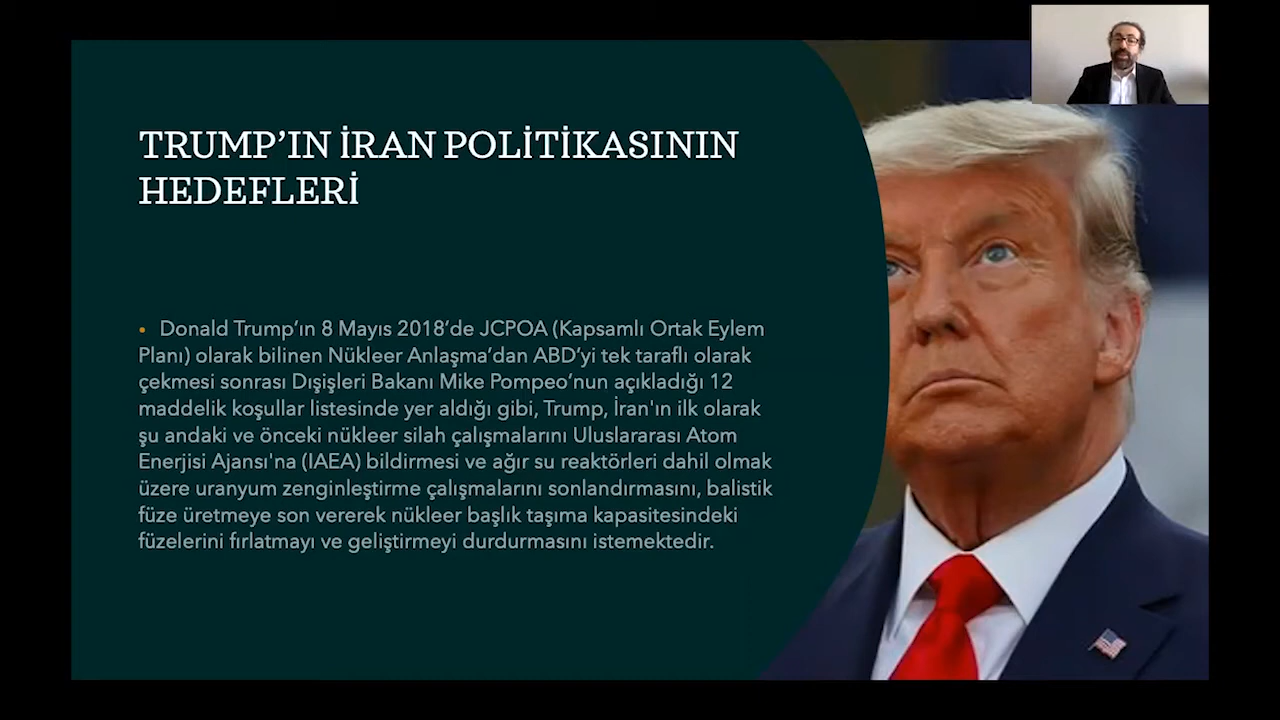 TRUMP’IN İRAN POLİTİKASININ
HEDEFLERİ
• Donald Trump’ın 8 Mayıs 2018’de JCPOA (Kapsamlı Ortak Eylem
Planı) olarak bilinen Nükleer Anlaşma’dan ABD’yi tek taraflı olarak
çekmesi sonrası Dışişleri Bakanı Mike Pompeo’nun açıkladığı 12
maddelik koşullar listesinde yer aldığı gibi, Trump, İran'ın ilk olarak
şu andaki ve önceki nükleer silah çalışmalarını Uluslararası Atom
Enerjisi Ajansı'na (IAEA) bildirmesi ve ağır su reaktörleri dahil olmak
üzere uranyum zenginleştirme çalışmalarını sonlandırmasını, balistik
füze üretmeye son vererek nükleer başlık taşıma kapasitesindeki
füzelerini fırlatmayı ve geliştirmeyi durdurmasını istemektedir.